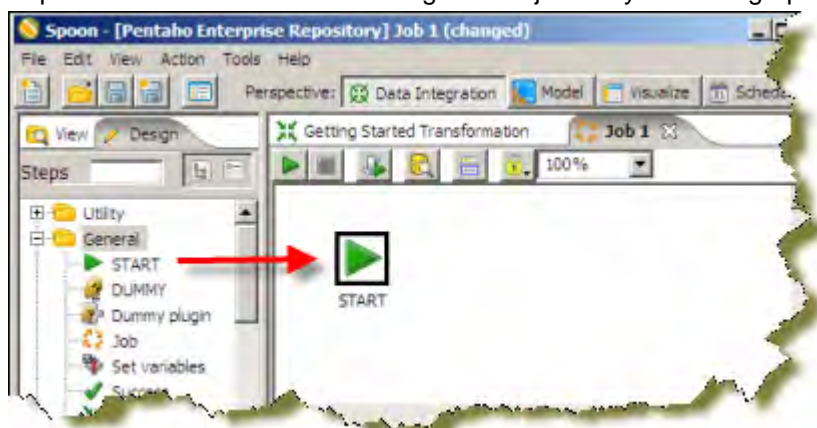 Spoon - [Pentaho Enterprise Repository] Job 1 (changed)
File Edit View Action Tools Help
Perspective: Data Integration Model Visualize
View Design Getting Started Transformation Job 1
Steps 100%
Utility
General
START
DUMMY
Dummy plugin
Job
Set variables
Success
START